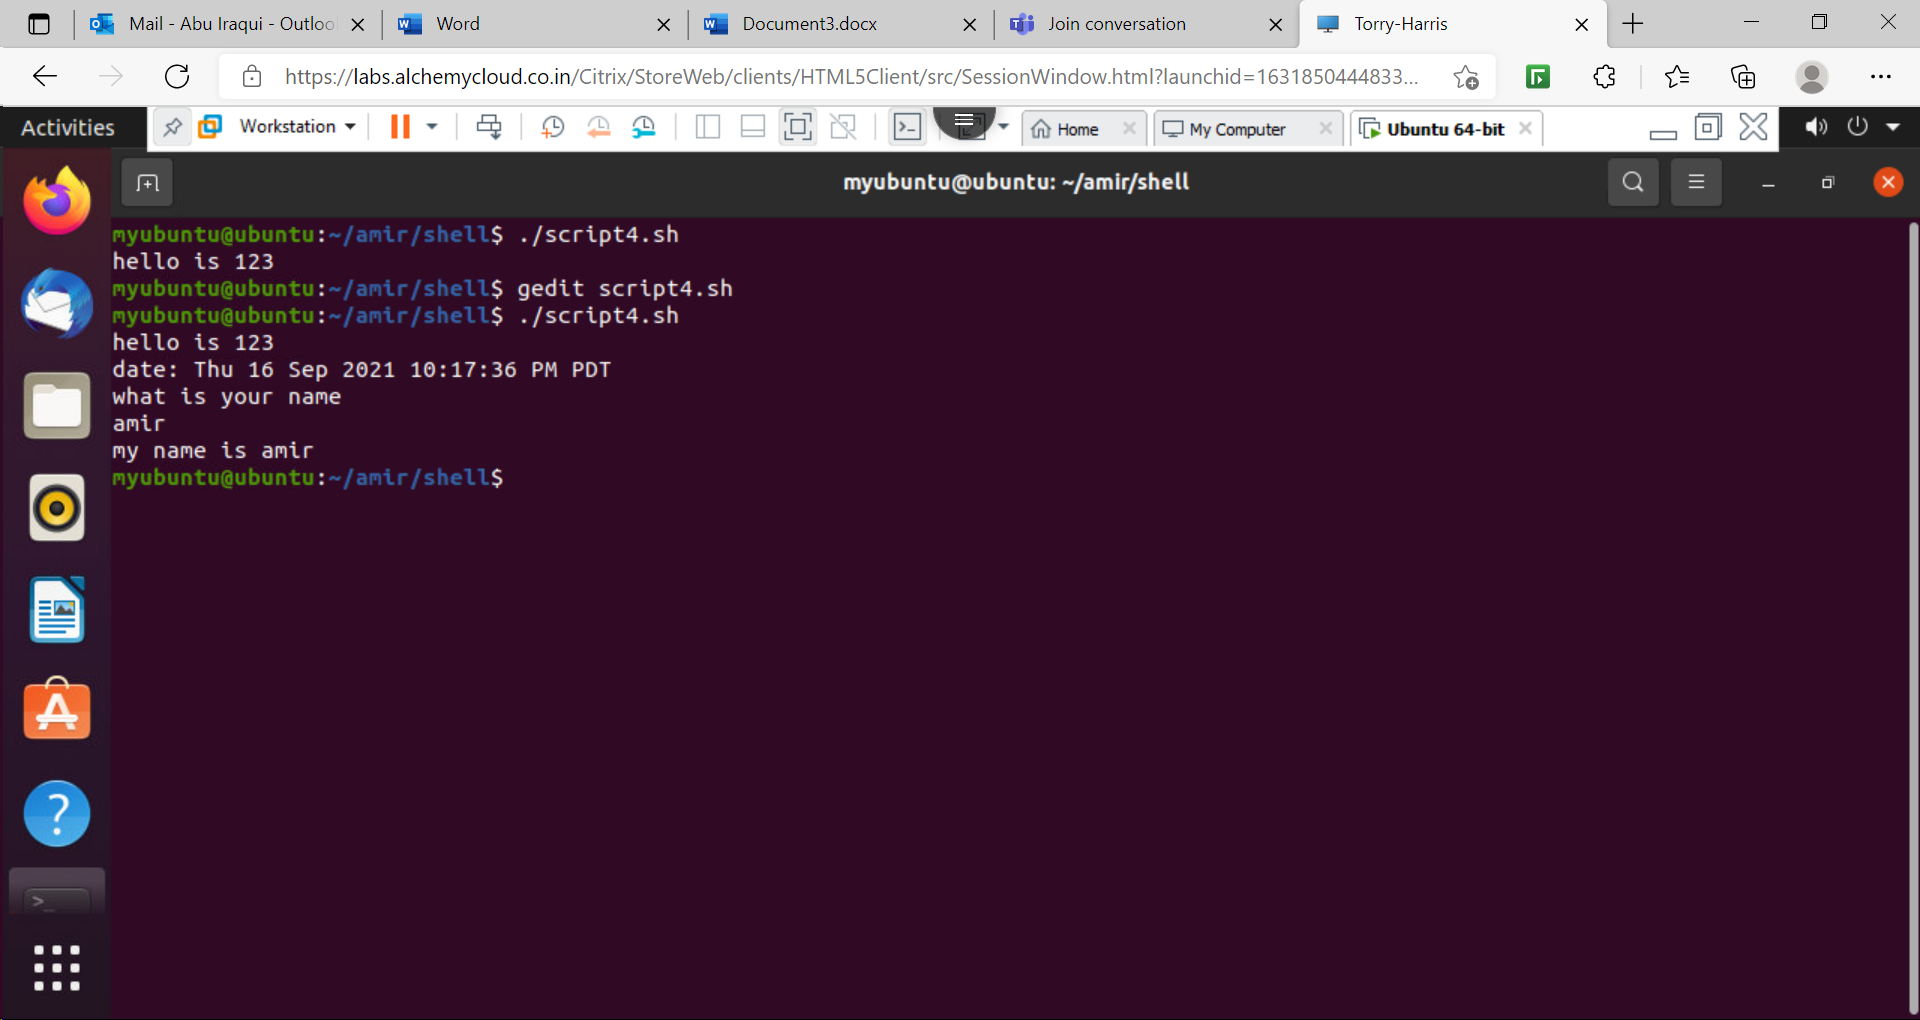 Mail - Abu Iraqui - Outloo
Word
Document3.docx
Join conversation
Torry-Harris
https://labs.alchemycloud.co.in/Citrix/StoreWeb/clients/HTML5Client/src/SessionWindow.html?launchid=1631850444833...
Activities
Workstation
Home
My Computer
Ubuntu 64-bit
myubuntu@ubuntu: ~/amir/shell
myubuntu@ubuntu:~/amir/shell$ ./script4.sh
hello is 123
myubuntu@ubuntu:~/amir/shell$ gedit script4.sh
myubuntu@ubuntu:~/amir/shell$ ./script4.sh
hello is 123
date: Thu 16 Sep 2021 10:17:36 PM PDT
what is your name
amir
my name is amir
myubuntu@ubuntu:~/amir/shell$